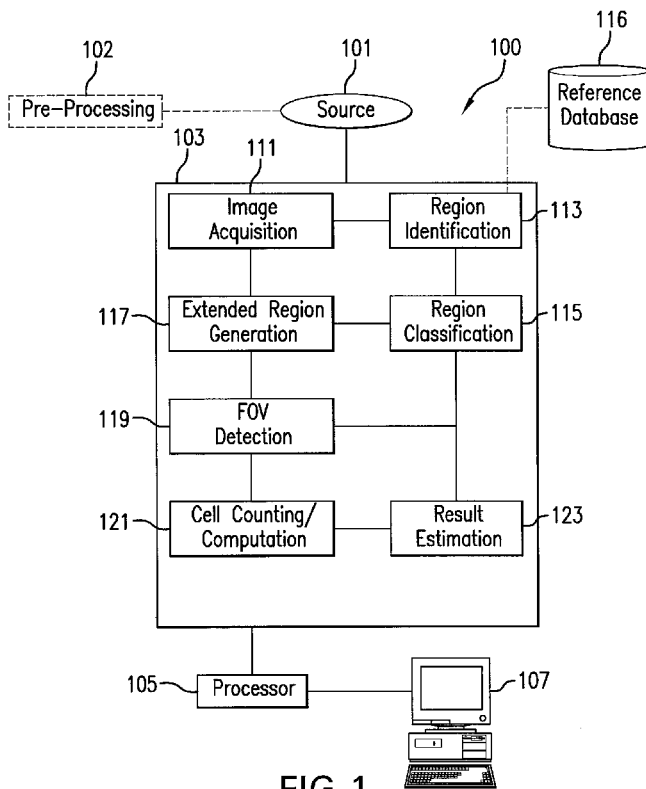 102
101
100
116
Pre-Processing
Source
Reference
Database
103
111
Image
Acquisition
Region
Identification
113
117
Extended Region
Generation
Region
Classification
115
119
FOV
Detection
121
Cell Counting/
Computation
Result
Estimation
123
105
Processor
107
FIG. 1